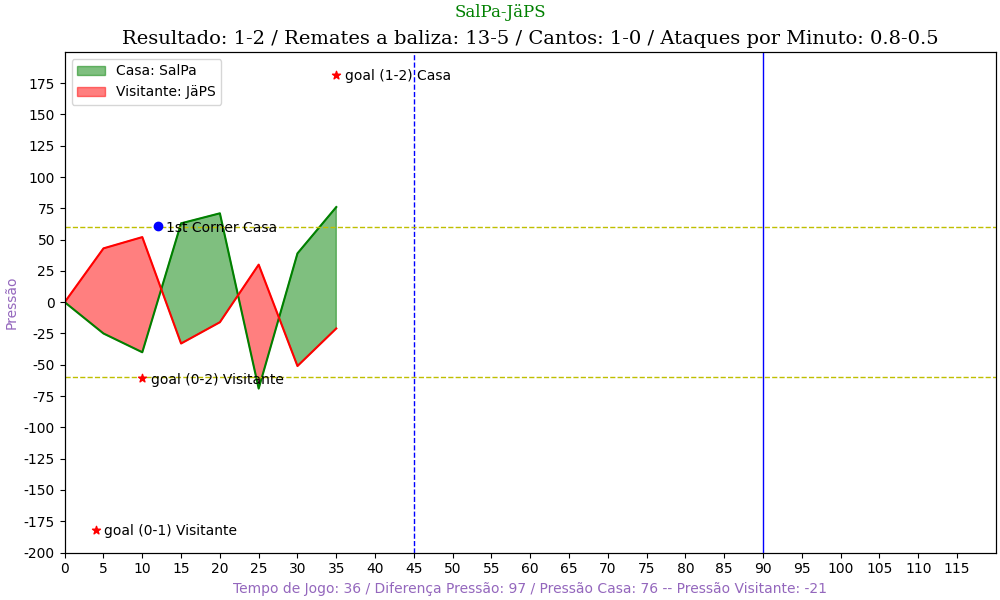 SalPa-JäPS
Resultado: 1-2 / Remates a baliza: 13-5 / Cantos: 1-0 / Ataques por Minuto: 0.8-0.5
Casa: SalPa
Visitante: JäPS
goal (1-2) Casa
1st Corner Casa
goal (0-2) Visitante
goal (0-1) Visitante
Pressão
175
150
125
100
75
50
25
0
-25
-50
-75
-100
-125
-150
-175
-200
0 5 10 15 20 25 30 35 40 45 50 55 60 65 70 75 80 85 90 95 100 105 110 115
Tempo de Jogo: 36 / Diferença Pressão: 97 / Pressão Casa: 76 -- Pressão Visitante: -21